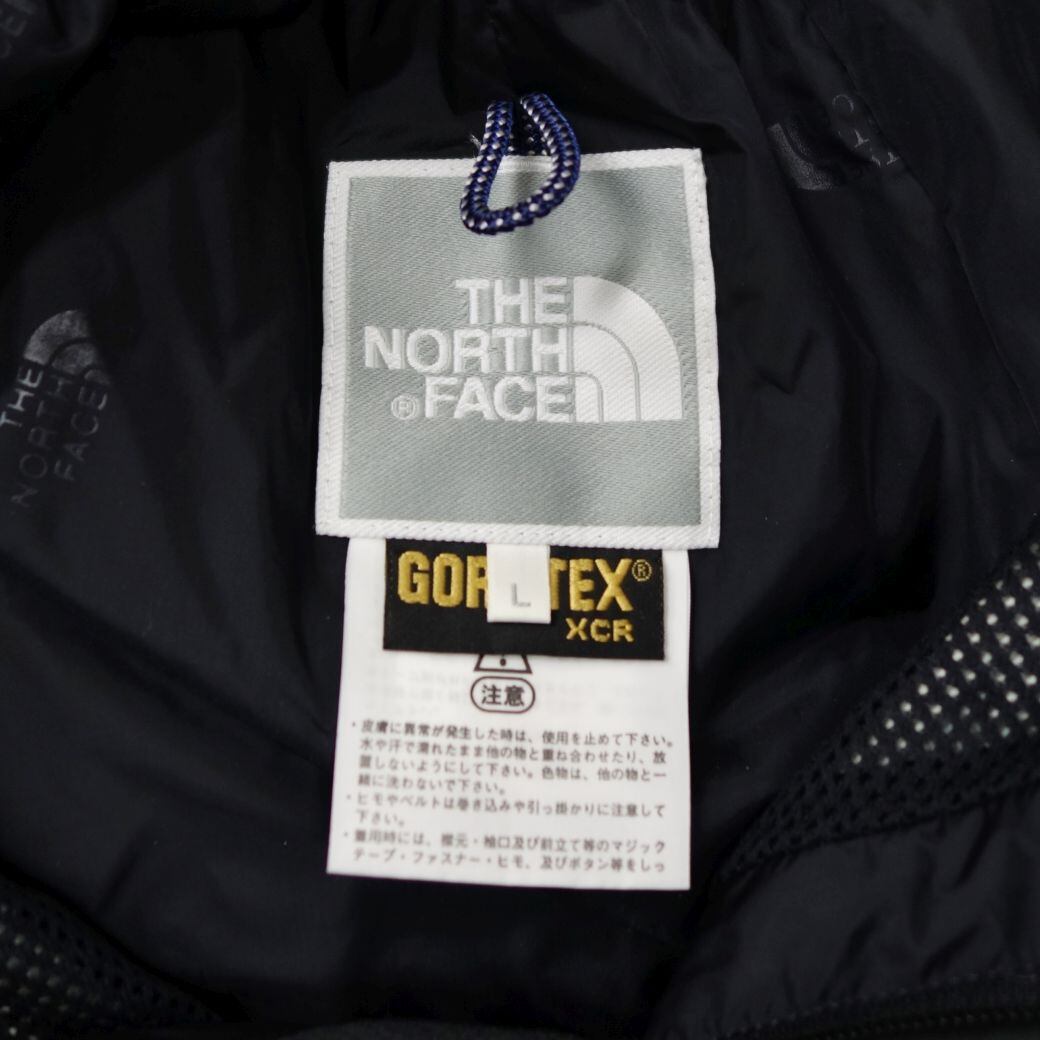 THE
NORTH
FACE
®
THE
NORTH
FACE
GOR TEX®
L
XCR
注意
・皮膚に異常が発生した時は、使用を止めて下さい。
水や汗で濡れたまま他の物と重ね合わせたり、放
置しないようにして下さい。色物は、他の物と一
緒に洗わないで下さい。
・ヒモやベルトは巻き込みや引っ掛かりに注意して
下さい。
・着用時には、襟元・袖口及び前立て等のマジック
テープ・ファスナー・ヒモ、及びボタン等をしっ